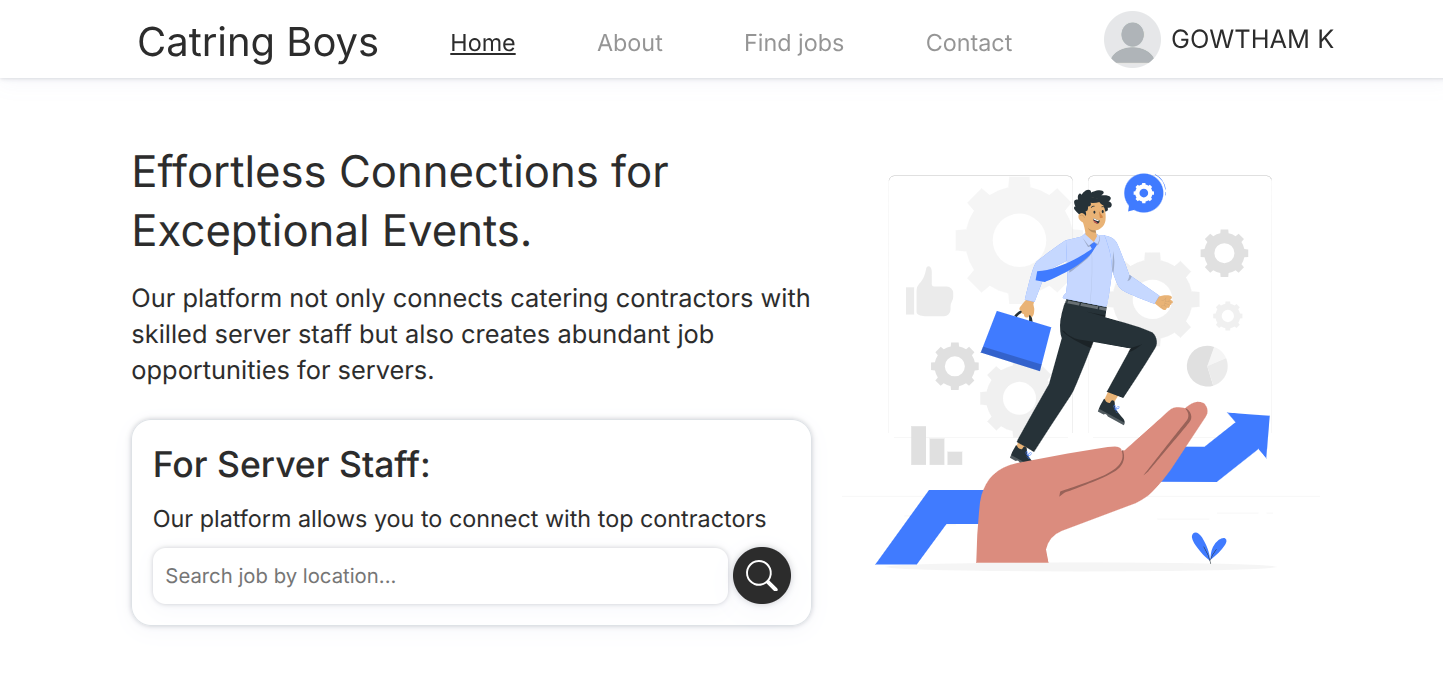 Catring Boys
Home
About
Find jobs
Contact
GOWTHAM K
Effortless Connections for
Exceptional Events.
Our platform not only connects catering contractors with
skilled server staff but also creates abundant job
opportunities for servers.
For Server Staff:
Our platform allows you to connect with top contractors
Search job by location...